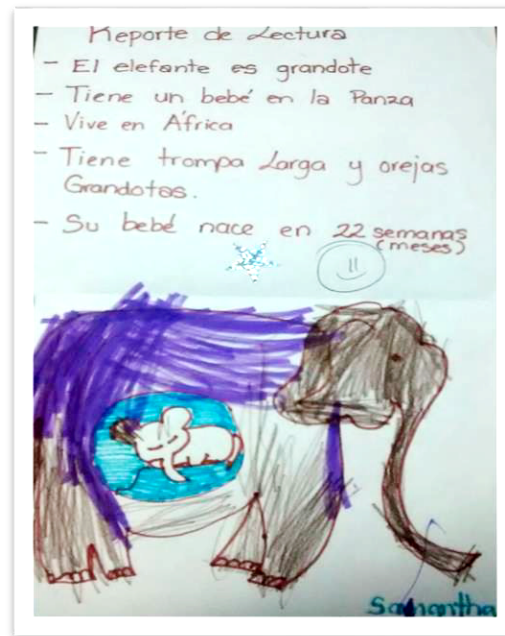 Reporte de Lectura
- El elefante es grandote
- Tiene un bebé en la Panza
- Vive en África
- Tiene trompa Larga y orejas
Grandotas.
- Su bebé nace en 22 semanas
(meses)
Samantha